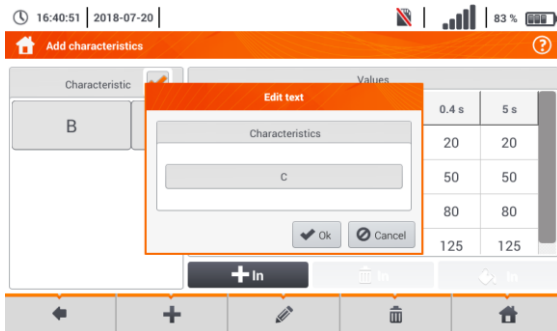 16:40:51 2018-07-20 83 %
Add characteristics ?
Characteristic Values
Edit text
0.4 s 5 s
B
Characteristics
20 20
C
50 50
80 80
Ok Cancel
125 125
In In In